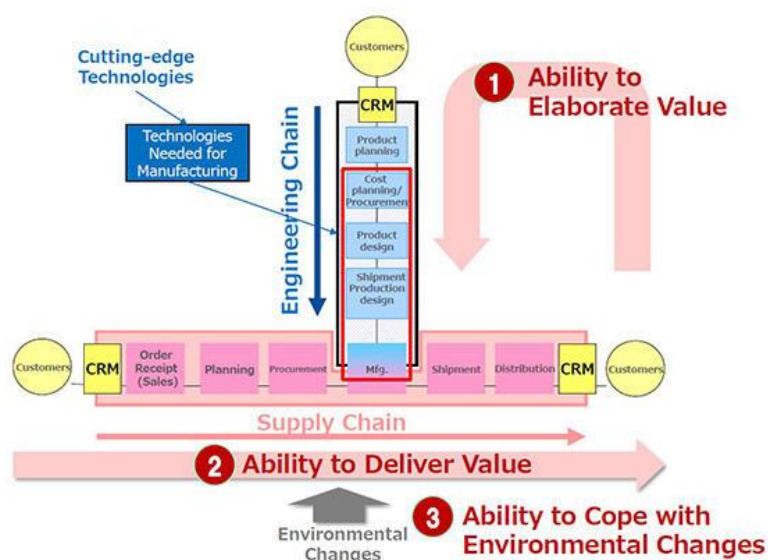 Customers
Cutting-edge
Technologies
1 Ability to
Elaborate Value
CRM
Technologies
Needed for
Manufacturing
Product
planning
Engineering Chain
Cost
planning/
Procuremen
Product
design
Shipment
Production
design
Customers
CRM
Order
Receipt
(Sales)
Planning
Procurement
Mfg.
Shipment
Distribution
CRM
Customers
Supply Chain
2 Ability to Deliver Value
Environmental
Changes
3 Ability to Cope with
Environmental Changes